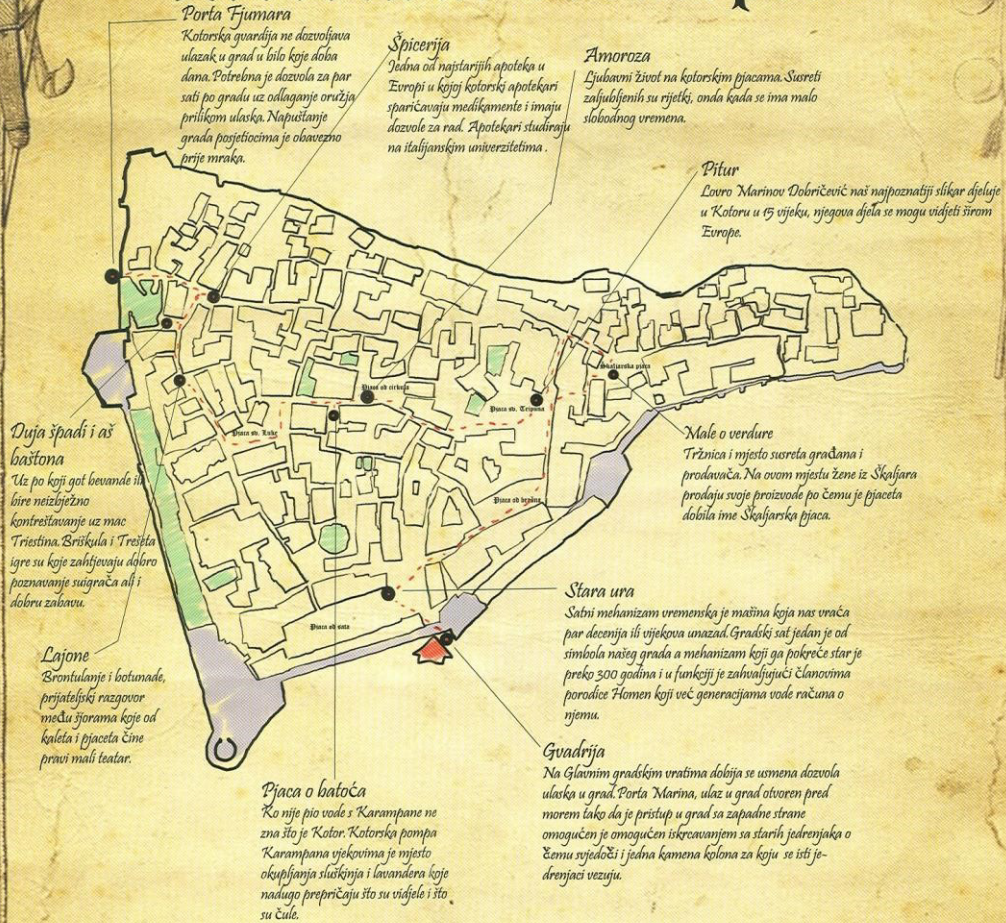 Porta Fjumara
Kotorska gvardija ne dozvoljava
ulazak u grad u bilo koje doba
dana. Potrebna je dozvola za par
sati po gradu uz odlaganje oružja
prilikom ulaska. Napuštanje
grada posjetiocima je obavezno
prije mraka.
Špicerija
Jedna od najstarijih apoteka u
Evropi u kojoj kotorski apotekari
sparićavaju medikamente i imaju
dozvole za rad. Apotekari studiraju
na italijanskim univerzitetima .
Amoroza
Ljubavni život na kotorskim pjacama. Susreti
zaljubljenih su rijetki, onda kada se ima malo
slobodnog vremena.
Pitur
Lovro Marinov Dobričević naš najpoznatiji slikar djeluje
u Kotoru u 15 vijeku, njegova djela se mogu vidjeti širom
Evrope.
Škaljarska pjaca
Pjaca od cirkula
Pjaca sv. Tripuna
Pjaca sv. Luke
Pjaca od brašna
Pjaca od sata
Duja špadi i aš
baštona
Uz po koji got bevande ili
bire neizbježno
kontreštavanje uz mac
Triestina. Briškula i Trešeta
igre su koje zahtjevaju dobro
poznavanje suigrača ali i
dobru zabavu.
Male o verdure
Tržnica i mjesto susreta građana i
prodavača. Na ovom mjestu žene iz Škaljara
prodaju svoje proizvode po čemu je pjaceta
dobila ime Škaljarska pjaca.
Stara ura
Satni mehanizam vremenska je mašina koja nas vraća
par decenija ili vijekova unazad. Gradski sat jedan je od
simbola našeg grada a mehanizam koji ga pokreće star je
preko 300 godina i u funkciji je zahvaljujući članovima
porodice Homen koji već generacijama vode računa o
njemu.
Lajone
Brontulanje i botunade,
prijateljski razgovor
među šjorama koje od
kaleta i pjaceta čine
pravi mali teatar.
Gvadrija
Na Glavnim gradskim vratima dobija se usmena dozvola
ulaska u grad. Porta Marina, ulaz u grad otvoren pred
morem tako da je pristup u grad sa zapadne strane
omogućen je omogućen iskrcavanjem sa starih jedrenjaka o
čemu svjedoči i jedna kamena kolona za koju se isti je-
drenjaci vezuju.
Pjaca o batoća
Ko nije pio vode s Karampane ne
zna što je Kotor. Kotorska pompa
Karampana vjekovima je mjesto
okupljanja sluškinja i lavandera koje
nadugo prepričaju što su vidjele i što
su čule.